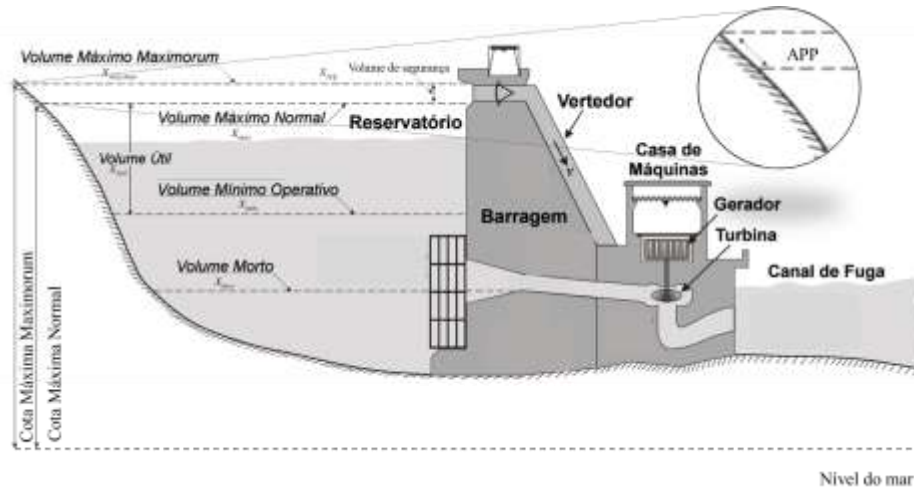 Volume Máximo Maximorum
Volume de segurança
APP
Volume Máximo Normal
Reservatório
Vertedor
Volume Útil
Casa de
Máquinas
Volume Mínimo Operativo
Barragem
Gerador
Turbina
Volume Morto
Canal de Fuga
Cota Máxima Maximorum
Cota Máxima Normal
Nível do mar